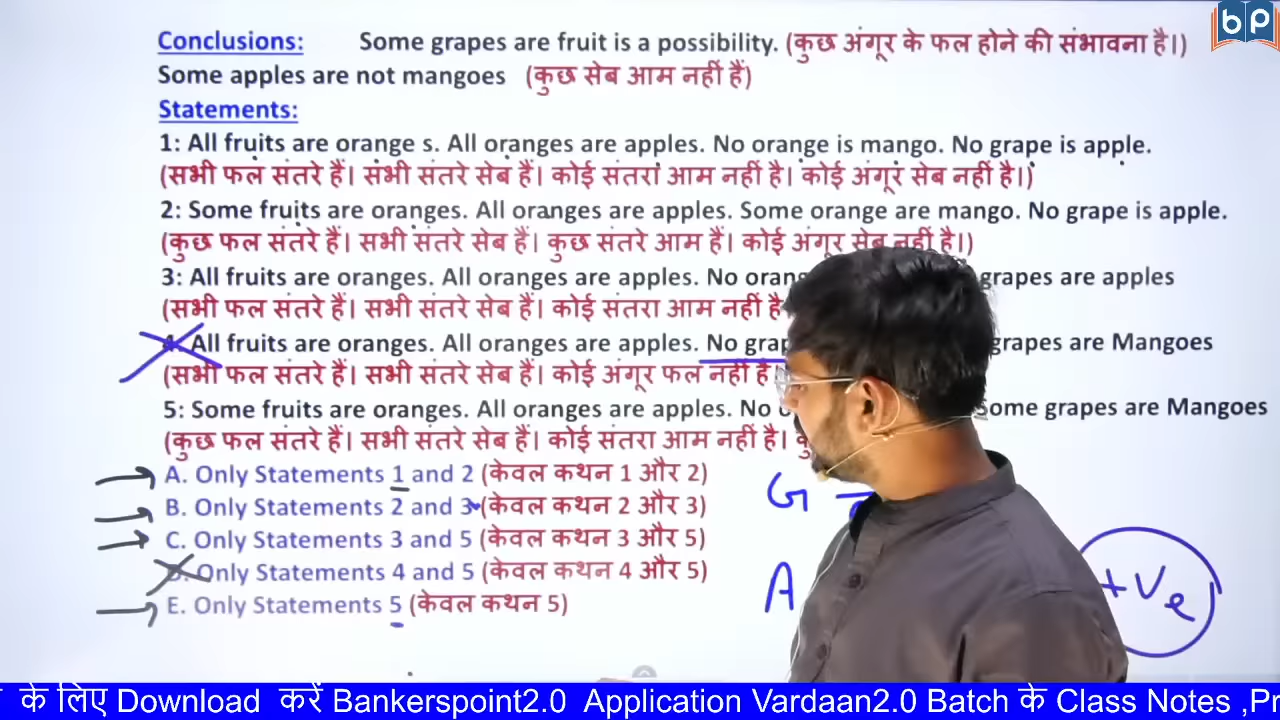 bp
Conclusions: Some grapes are fruit is a possibility. (कुछ अंगूर के फल होने की संभावना है।)
Some apples are not mangoes (कुछ सेब आम नहीं हैं)
Statements:
1: All fruits are orange s. All oranges are apples. No orange is mango. No grape is apple.
(सभी फल संतरे हैं। सभी संतरे सेब हैं। कोई संतरा आम नहीं है। कोई अंगूर सेब नहीं है।)
2: Some fruits are oranges. All oranges are apples. Some orange are mango. No grape is apple.
(कुछ फल संतरे हैं। सभी संतरे सेब हैं। कुछ संतरे आम हैं। कोई अंगूर सेब नहीं है।)
3: All fruits are oranges. All oranges are apples. No grapes are apples
(सभी फल संतरे हैं। सभी संतरे सेब हैं। कोई संतरा आम नहीं है
4: All fruits are oranges. All oranges are apples. No grapes are Mangoes
(सभी फल संतरे हैं। सभी संतरे सेब हैं। कोई अंगूर फल नहीं है
5: Some fruits are oranges. All oranges are apples. No Some grapes are Mangoes
(कुछ फल संतरे हैं। सभी संतरे सेब हैं। कोई संतरा आम नहीं है।
A. Only Statements 1 and 2 (केवल कथन 1 और 2)
B. Only Statements 2 and 3 (केवल कथन 2 और 3)
C. Only Statements 3 and 5 (केवल कथन 3 और 5)
D. Only Statements 4 and 5 (केवल कथन 4 और 5)
E. Only Statements 5 (केवल कथन 5)
G
A
+ve
के लिए Download करें Bankerspoint2.0 Application Vardaan2.0 Batch के Class Notes ,Pr